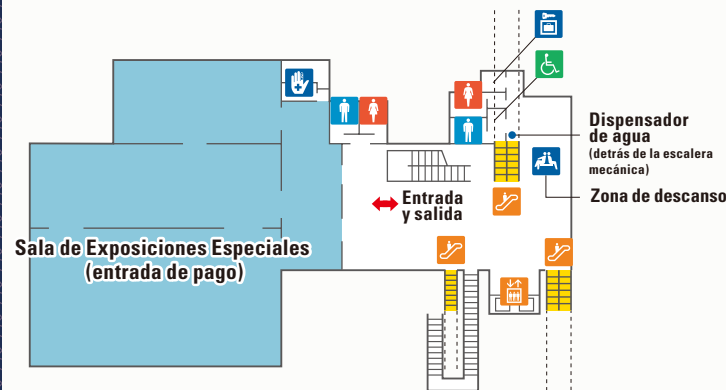 Dispensador
de agua
(detrás de la escalera
mecánica)
Zona de descanso
Entrada
y salida
Sala de Exposiciones Especiales
(entrada de pago)